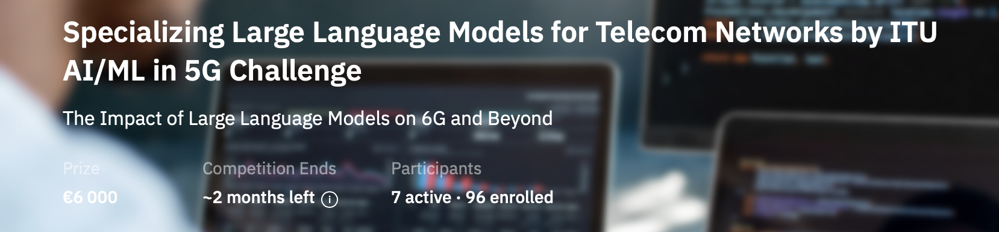 Specializing Large Language Models for Telecom Networks by ITU
AI/ML in 5G Challenge
The Impact of Large Language Models on 6G and Beyond
Prize Competition Ends Participants
€6 000 ~2 months left 7 active · 96 enrolled